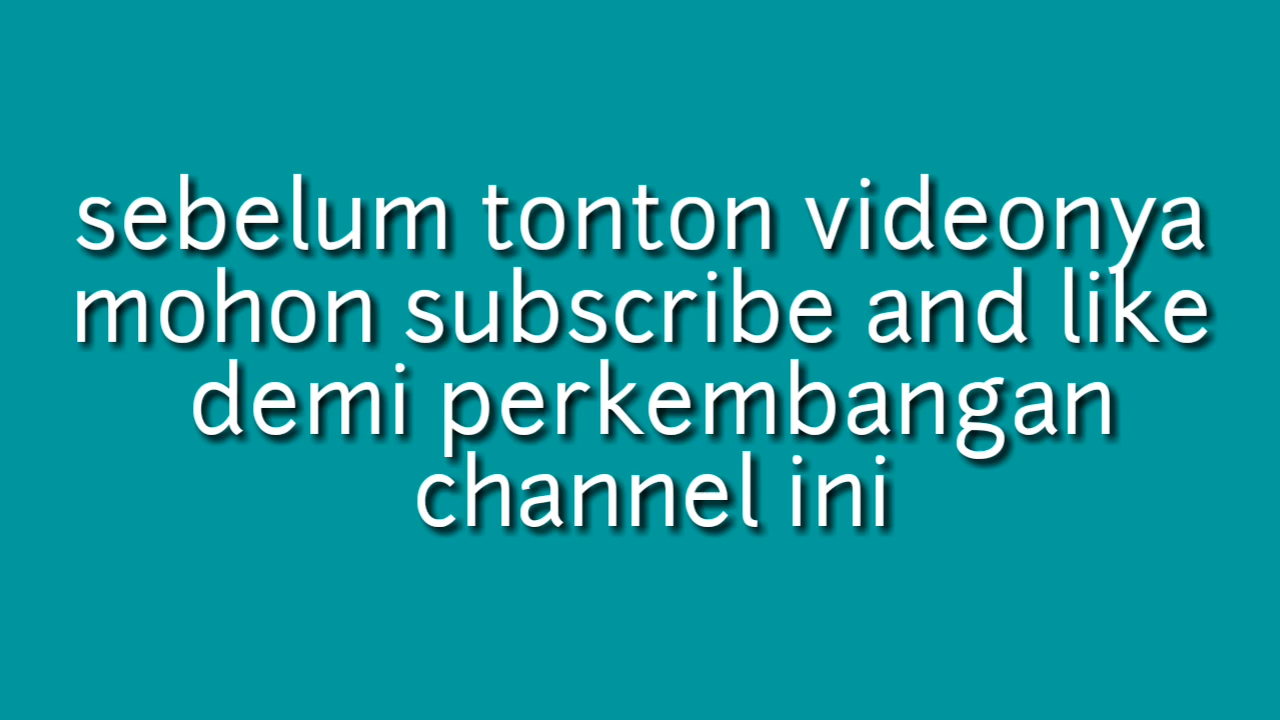 sebelum tonton videonya
mohon subscribe and like
demi perkembangan
channel ini